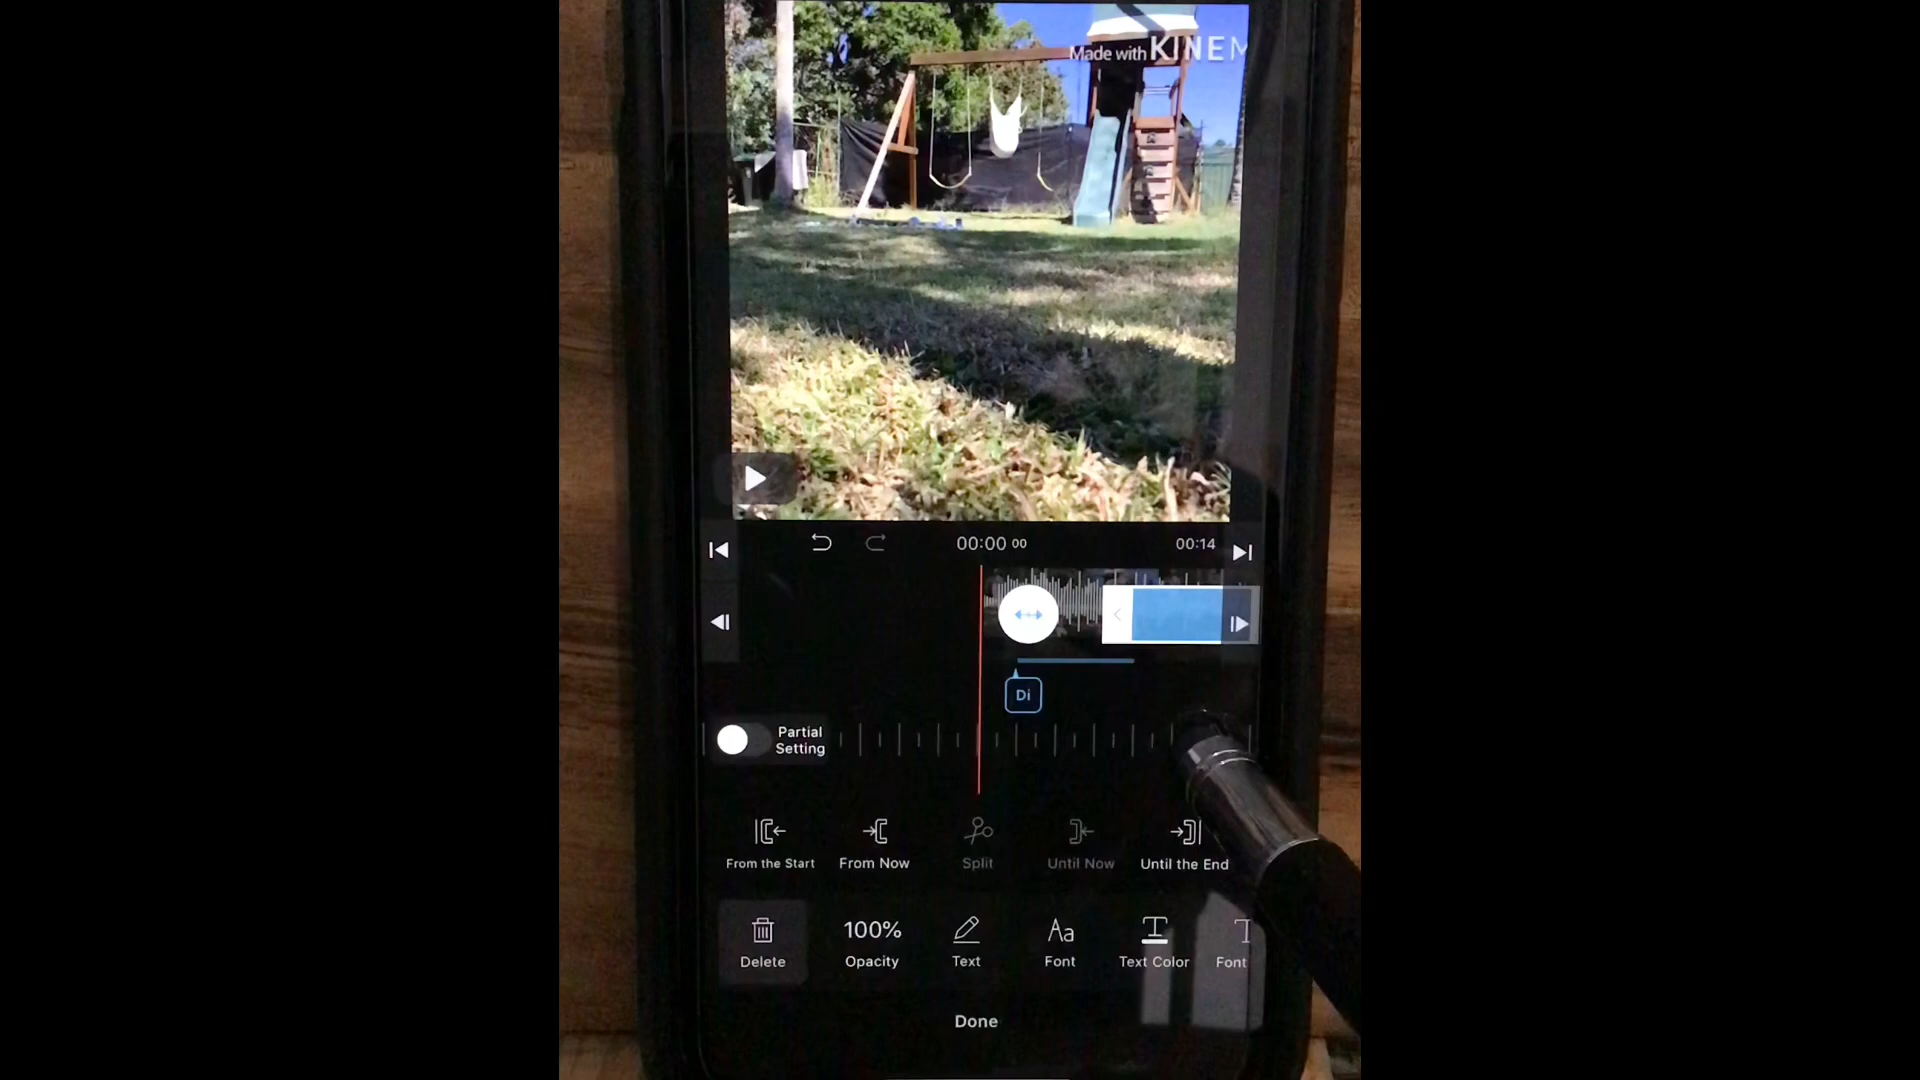 Made with KINEM
00:00 00
00:14
Di
Partial
Setting
From the Start
From Now
Split
Until Now
Until the End
100%
Aa
Delete
Opacity
Text
Font
Text Color
Font
Done